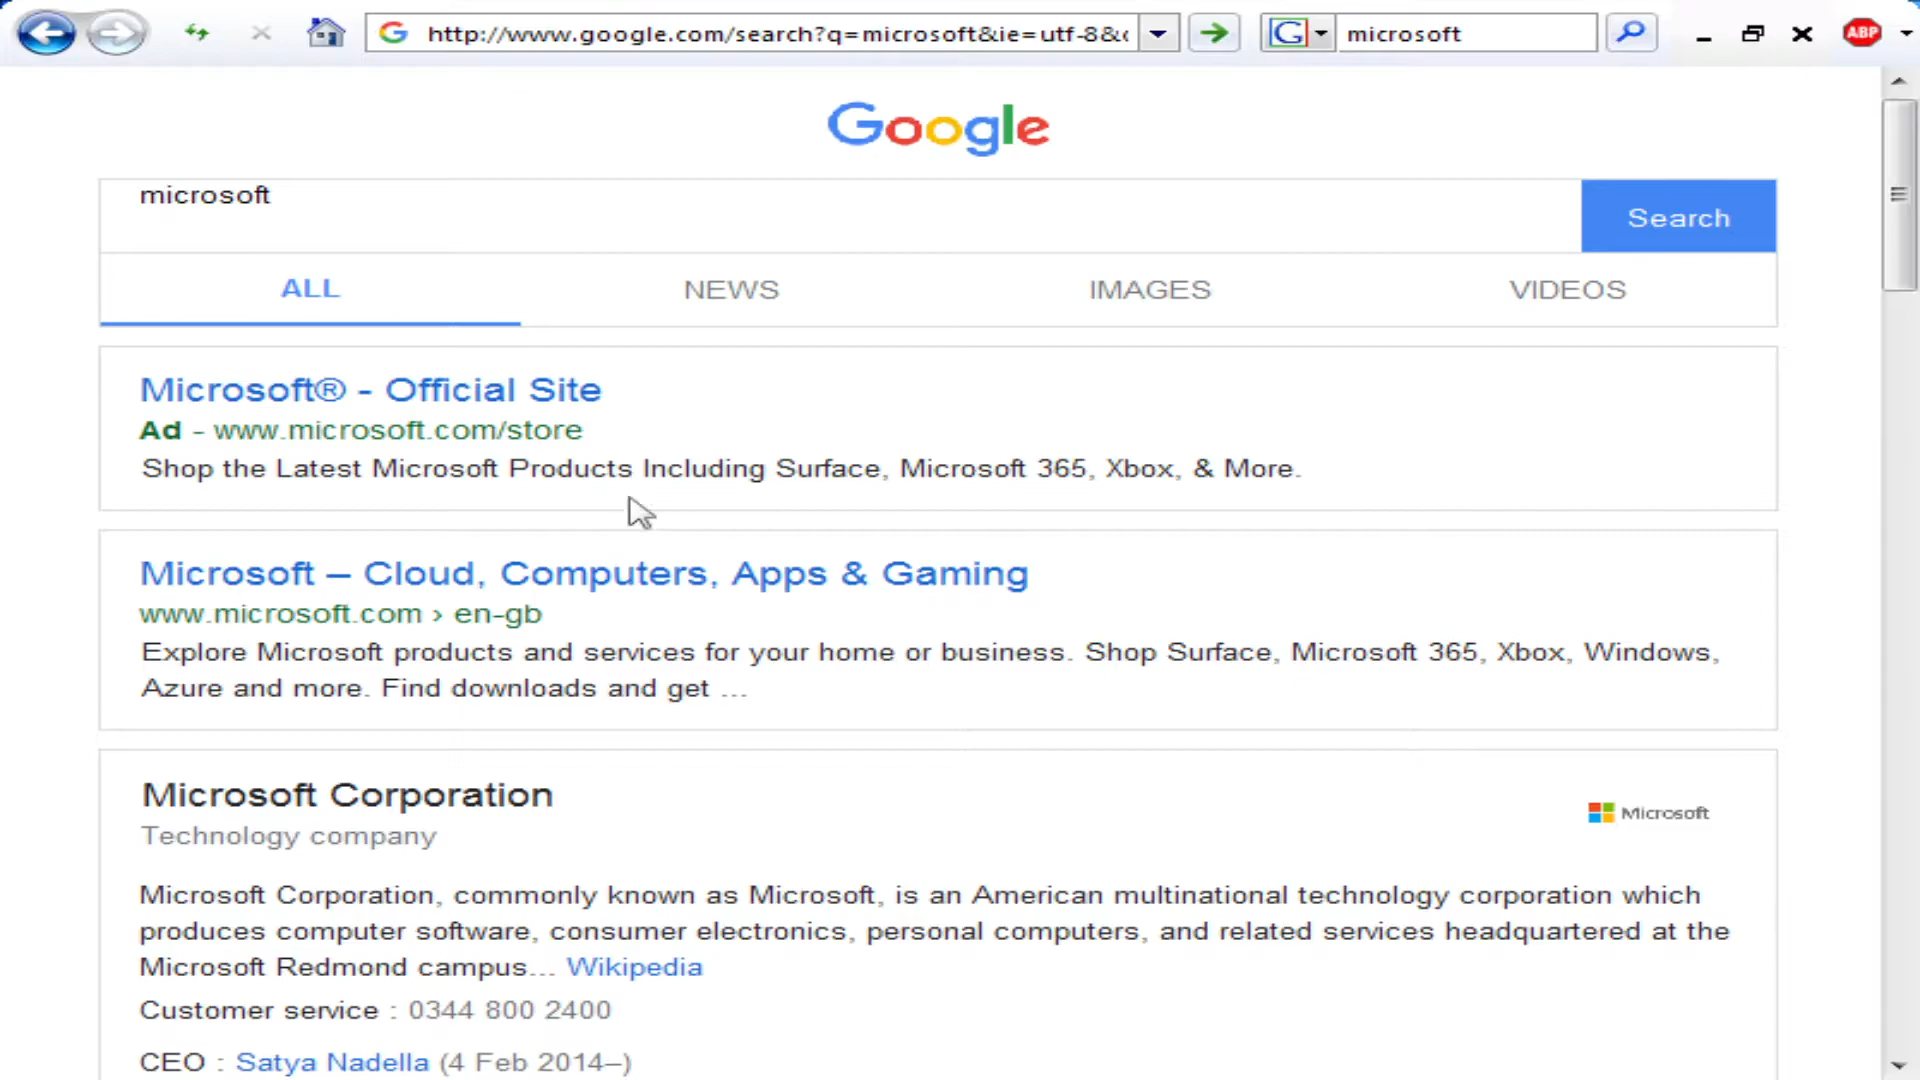 http://www.google.com/search?q=microsoft&ie=utf-8&
G microsoft
ABP
Google
microsoft
Search
ALL NEWS IMAGES VIDEOS
Microsoft® - Official Site
Ad - www.microsoft.com/store
Shop the Latest Microsoft Products Including Surface, Microsoft 365, Xbox, & More.
Microsoft – Cloud, Computers, Apps & Gaming
www.microsoft.com › en-gb
Explore Microsoft products and services for your home or business. Shop Surface, Microsoft 365, Xbox, Windows,
Azure and more. Find downloads and get ...
Microsoft Corporation
Microsoft
Technology company
Microsoft Corporation, commonly known as Microsoft, is an American multinational technology corporation which
produces computer software, consumer electronics, personal computers, and related services headquartered at the
Microsoft Redmond campus... Wikipedia
Customer service : 0344 800 2400
CEO : Satya Nadella (4 Feb 2014–)